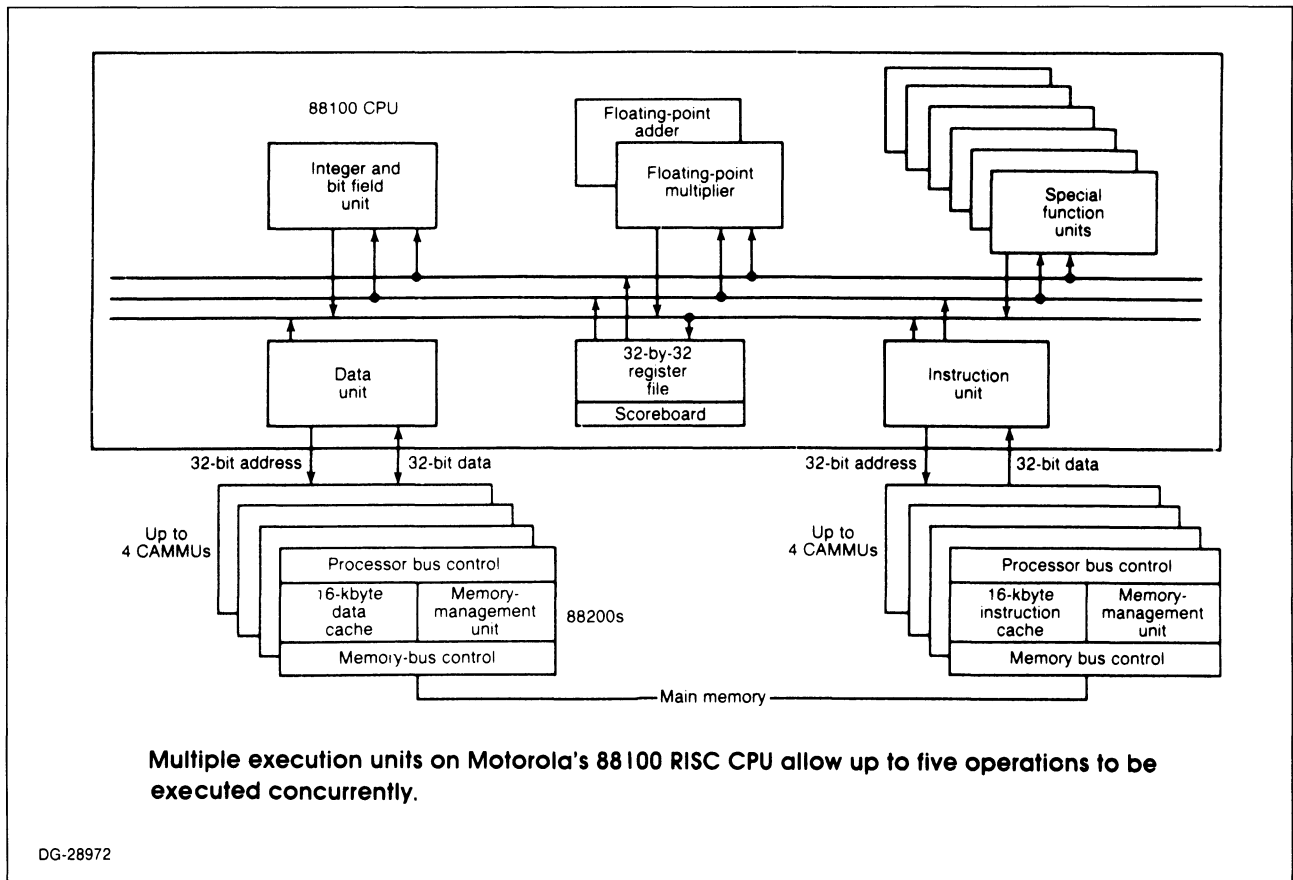 88100 CPU
Integer and
bit field
unit
Floating-point
adder
Floating-point
multiplier
Special
function
units
Data
unit
32-by-32
register
file
Scoreboard
Instruction
unit
32-bit address
32-bit data
32-bit address
32-bit data
Up to
4 CAMMUs
Processor bus control
16-kbyte
data
cache
Memory-
management
unit
Memory-bus control
88200s
Up to
4 CAMMUs
Processor bus control
16-kbyte
instruction
cache
Memory-
management
unit
Memory bus control
Main memory
Multiple execution units on Motorola's 88100 RISC CPU allow up to five operations to be
executed concurrently.
DG-28972